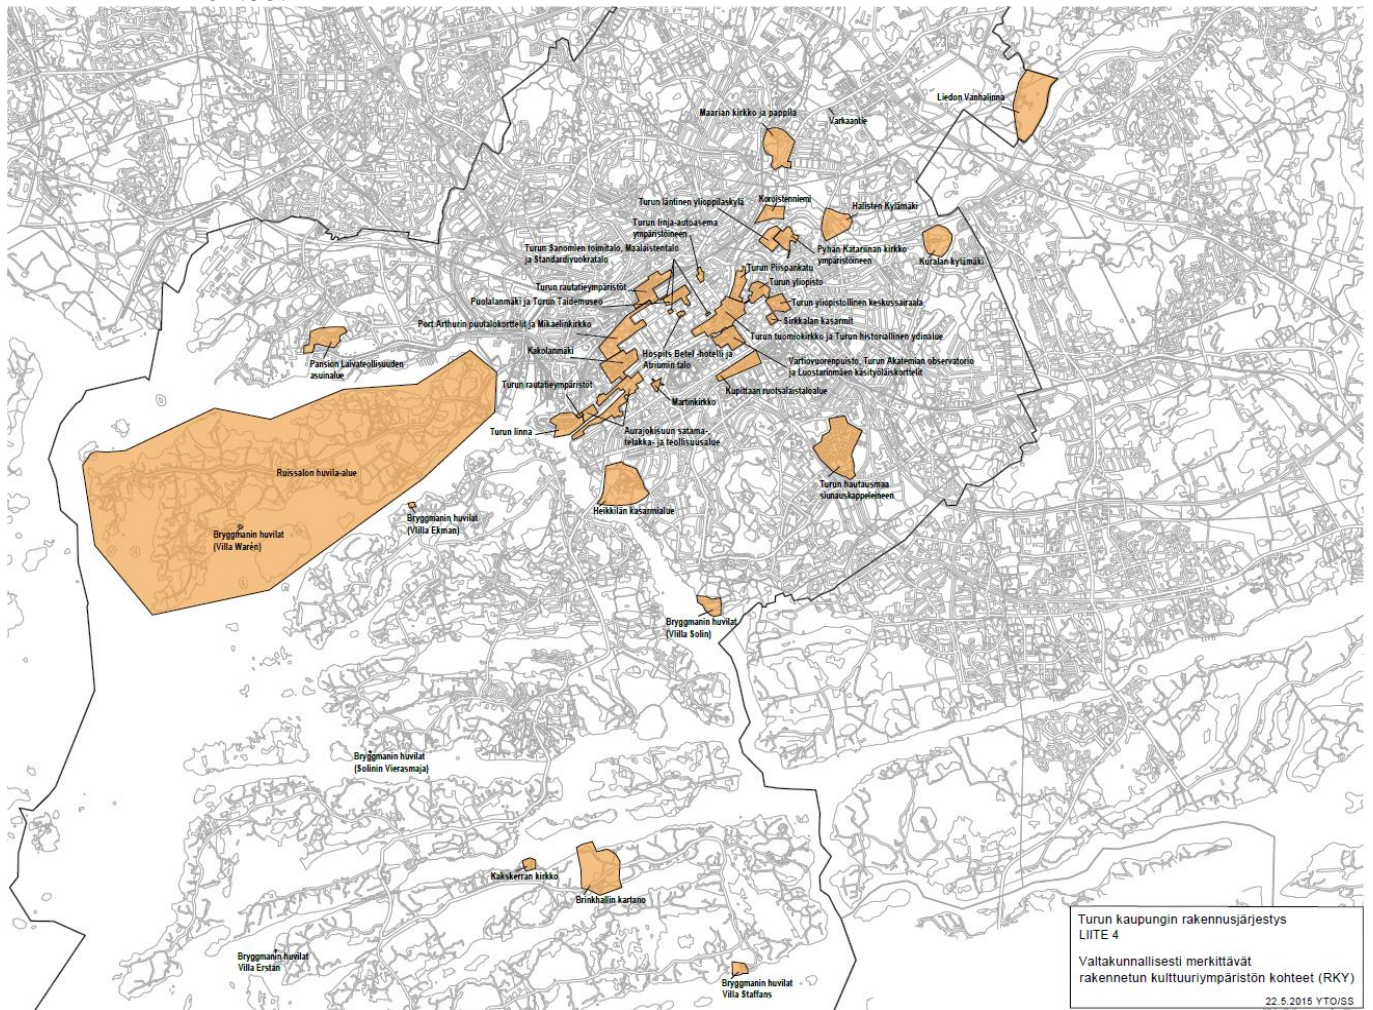 Liedon Vanhalinna
Maarian kirkko ja pappila
Varkaantie
Turun läntinen ylioppilaskylä
Koroistenniemi
Halisten Kylämäki
Turun linja-autoasema
ympäristöineen
Pyhän Katariinan kirkko
ympäristöineen
Kuralan kylämäki
Turun Sanomien toimitalo, Maalaistentalo
ja Standardivuokratalo
Turun Piispankatu
Turun yliopisto
Turun rautatieympäristöt
Puolalanmäki ja Turun Taidemuseo
Turun yliopistollinen keskussairaala
Sirkkalan kasarmit
Port Arthurin puutalokorttelit ja Mikaelinkirkko
Turun tuomiokirkko ja Turun historiallinen ydinalue
Kakolanmäki
Hospits Betel -hotelli ja
Atriumin talo
Vartiovuorenpuisto, Turun Akatemian observatorio
ja Luostarinmäen käsityöläiskorttelit
Pansion Laivateollisuuden
asuinalue
Turun rautatieympäristöt
Kupittaan ruotsalaistaloalue
Martinkirkko
Turun linna
Aurajokisuun satama-,
telakka- ja teollisuusalue
Ruissalon huvila-alue
Turun hautausmaa
siunauskappeleineen
Heikkilän kasarmialue
Bryggmanin huvilat
(Vlilla Ekman)
Bryggmanin huvilat
(Villa Warén)
Bryggmanin huvilat
(Vlilla Solin)
Bryggmanin huvilat
(Solinin Vierasmaja)
Kakskerran kirkko
Brinkhallin kartano
Bryggmanin huvilat
Villa Erstan
Bryggmanin huvilat
Villa Staffans
Turun kaupungin rakennusjärjestys
LIITE 4
Valtakunnallisesti merkittävät
rakennetun kulttuuriympäristön kohteet (RKY)
22.5.2015 YTO/SS